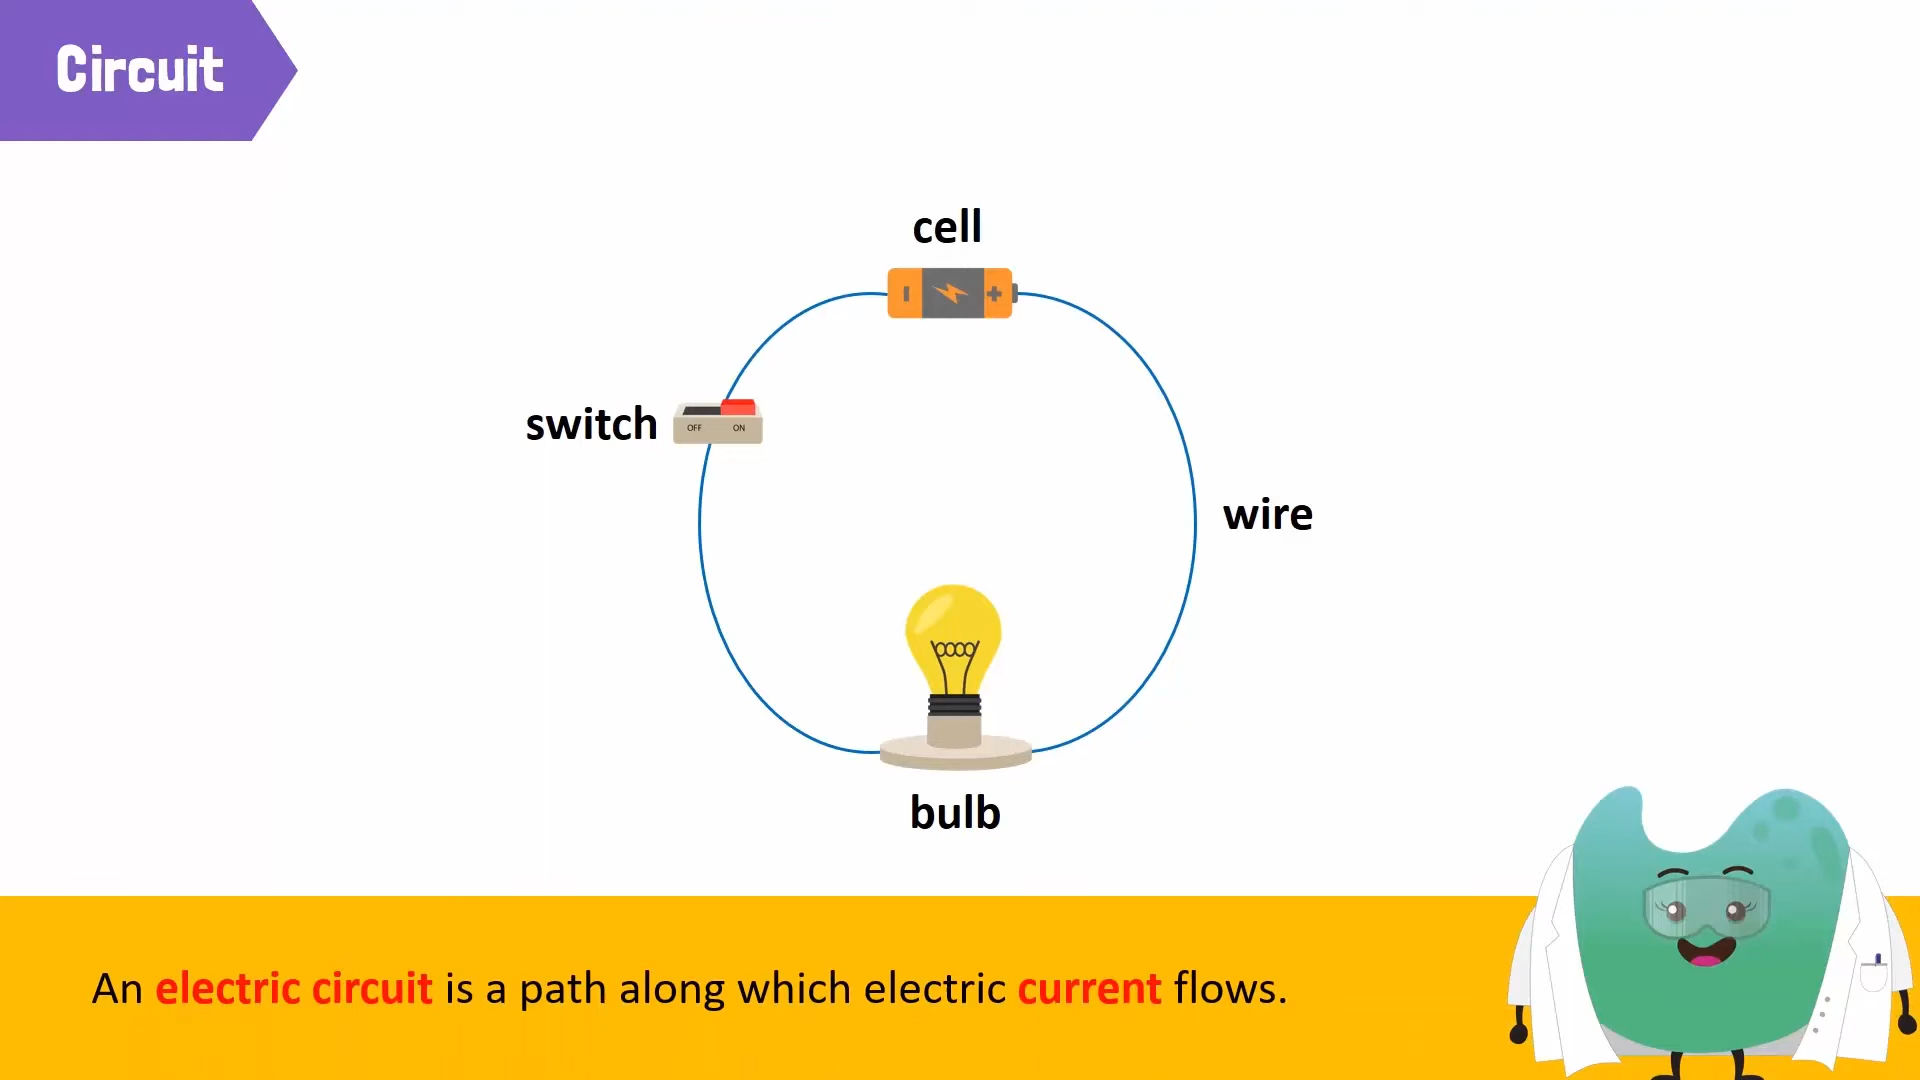 Circuit
cell
- +
switch
OFF ON
wire
bulb
An electric circuit is a path along which electric current flows.